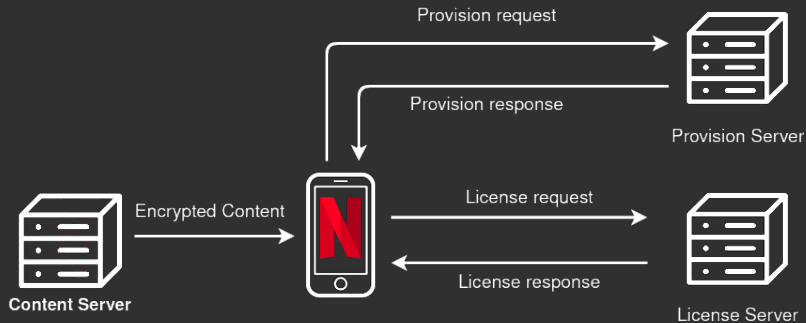 Provision request
Provision response
Provision Server
Encrypted Content
License request
License response
Content Server
License Server
N